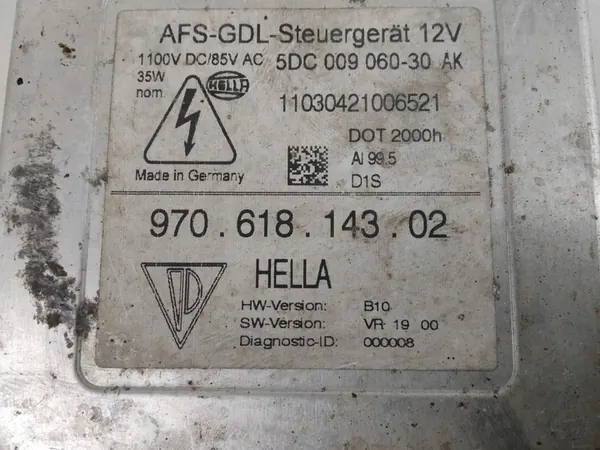 AFS-GDL-Steuergerät 12V
1100V DC/85V AC 5DC 009 060-30 AK
35W
nom.
HELLA
11030421006521
DOT 2000h
Al 99.5
D1S
Made in Germany
970.618.143.02
HELLA
HW-Version: B10
SW-Version: VR 19 00
Diagnostic-ID: 000008